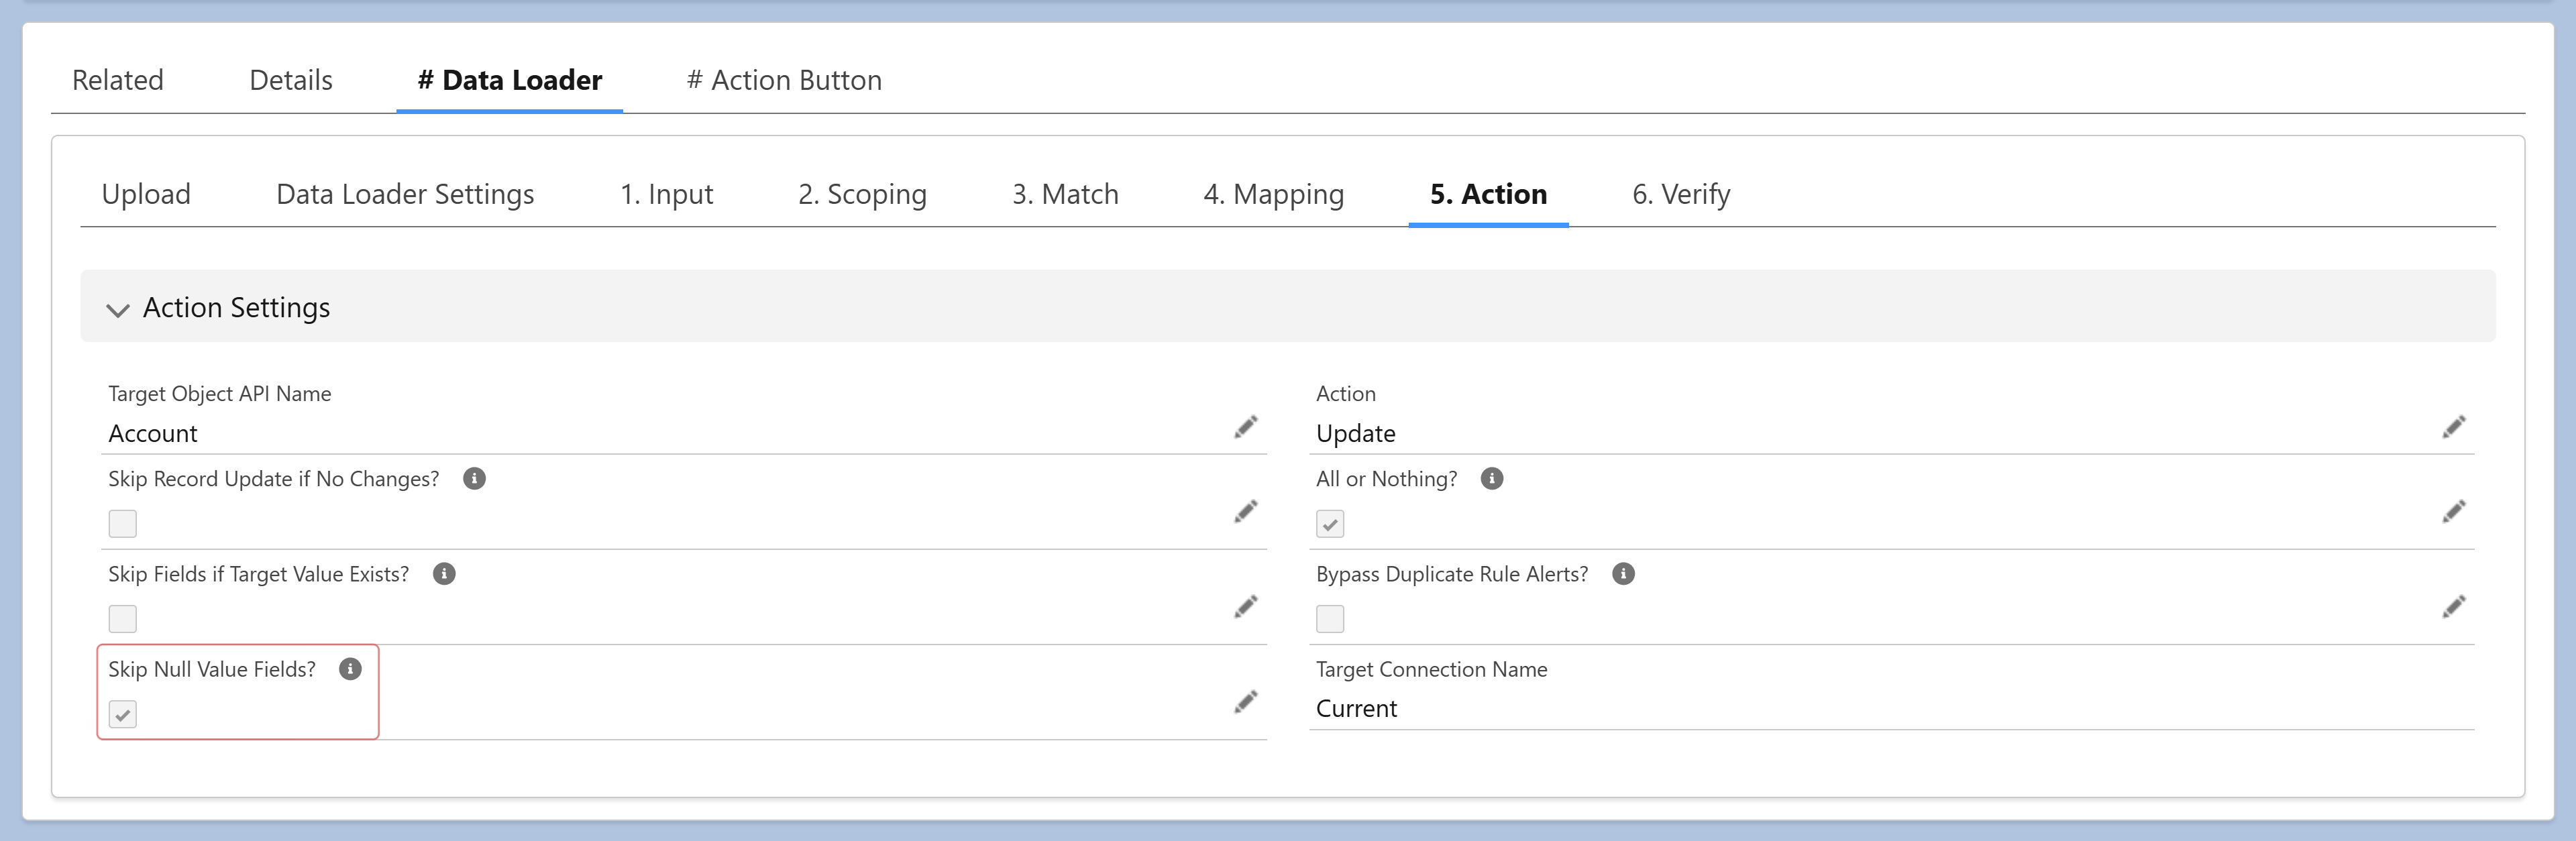 Related Details # Data Loader # Action Button
Upload Data Loader Settings 1. Input 2. Scoping 3. Match 4. Mapping 5. Action 6. Verify
Action Settings
Target Object API Name
Account
Action
Update
Skip Record Update if No Changes?
All or Nothing?
Skip Fields if Target Value Exists?
Bypass Duplicate Rule Alerts?
Skip Null Value Fields?
Target Connection Name
Current